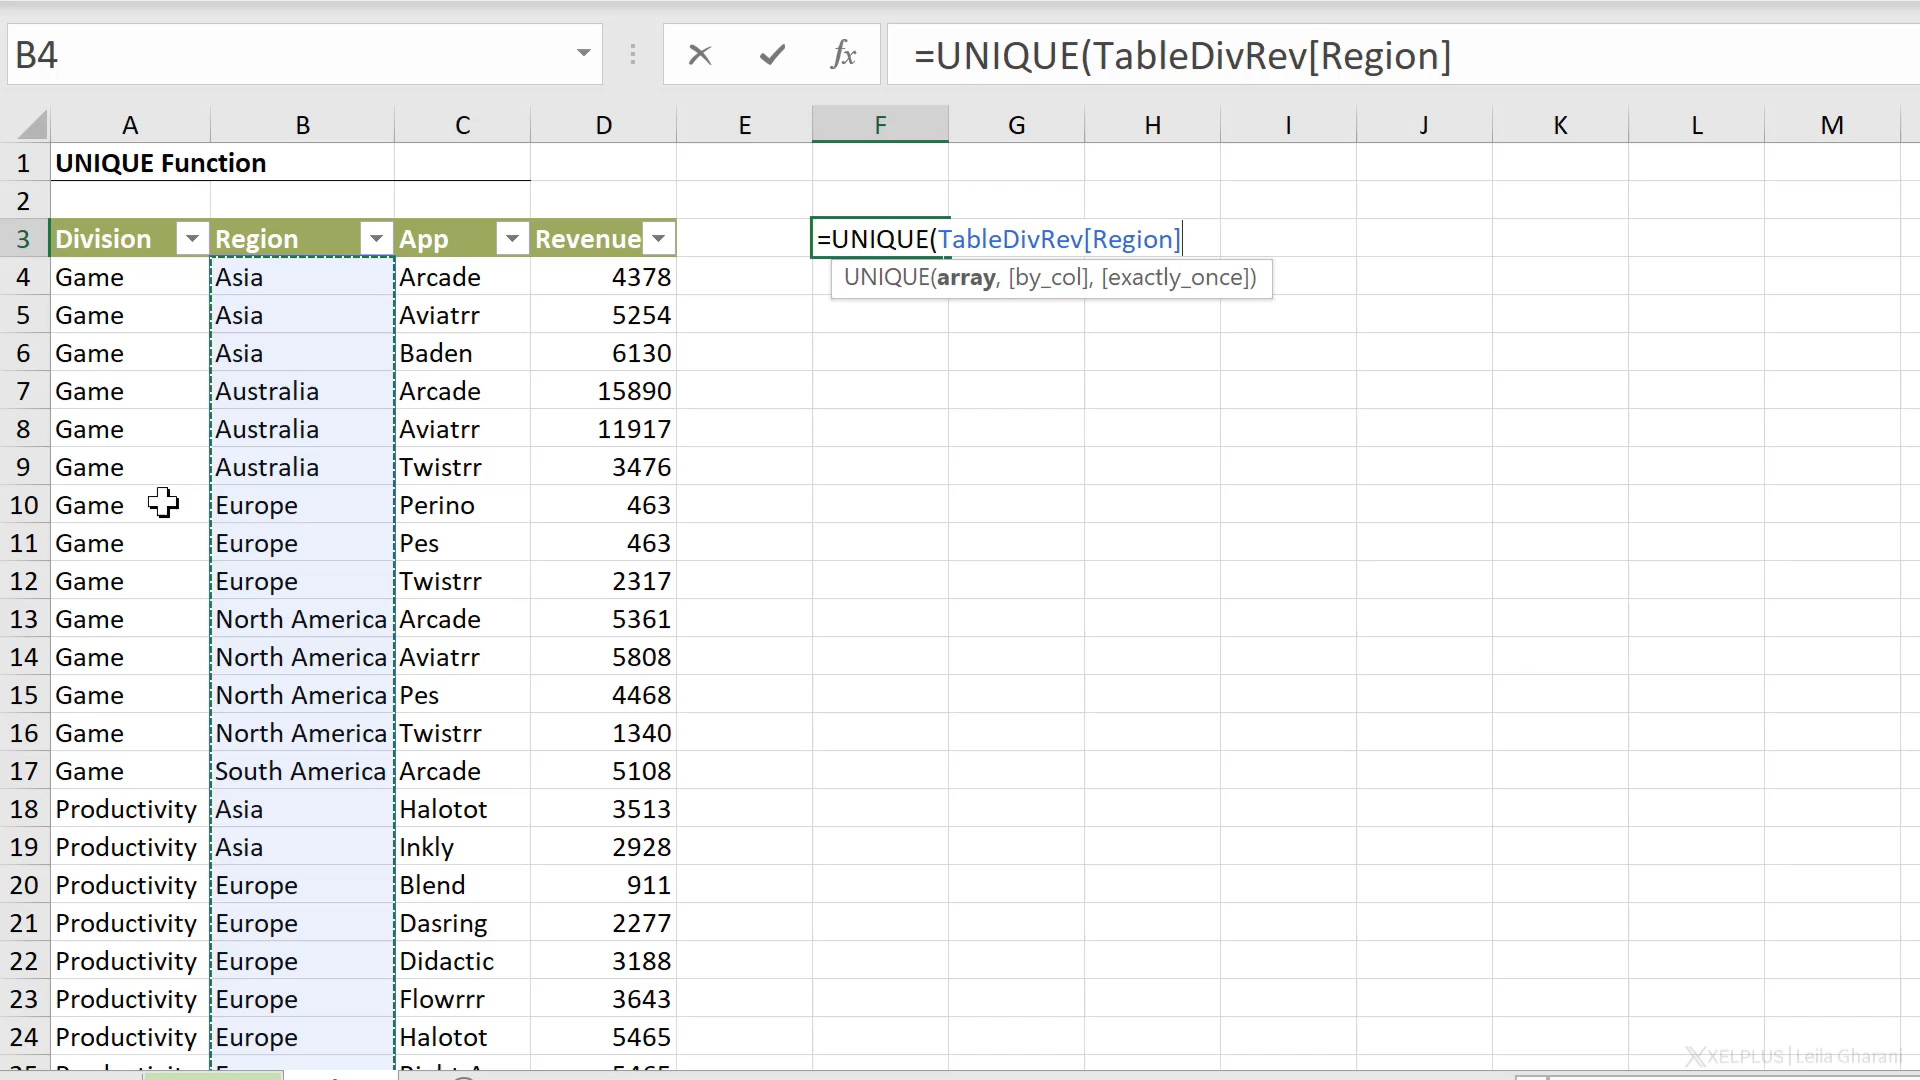 B4 fx =UNIQUE(TableDivRev[Region]
A B C D E F G H I J K L M
1 UNIQUE Function
2
3 Division Region App Revenue =UNIQUE(TableDivRev[Region]
4 Game Asia Arcade 4378 UNIQUE(array, [by_col], [exactly_once])
5 Game Asia Aviatrr 5254
6 Game Asia Baden 6130
7 Game Australia Arcade 15890
8 Game Australia Aviatrr 11917
9 Game Australia Twistrr 3476
10 Game Europe Perino 463
11 Game Europe Pes 463
12 Game Europe Twistrr 2317
13 Game North America Arcade 5361
14 Game North America Aviatrr 5808
15 Game North America Pes 4468
16 Game North America Twistrr 1340
17 Game South America Arcade 5108
18 Productivity Asia Halotot 3513
19 Productivity Asia Inkly 2928
20 Productivity Europe Blend 911
21 Productivity Europe Dasring 2277
22 Productivity Europe Didactic 3188
23 Productivity Europe Flowrrr 3643
24 Productivity Europe Halotot 5465
XELPLUS | Leila Gharani